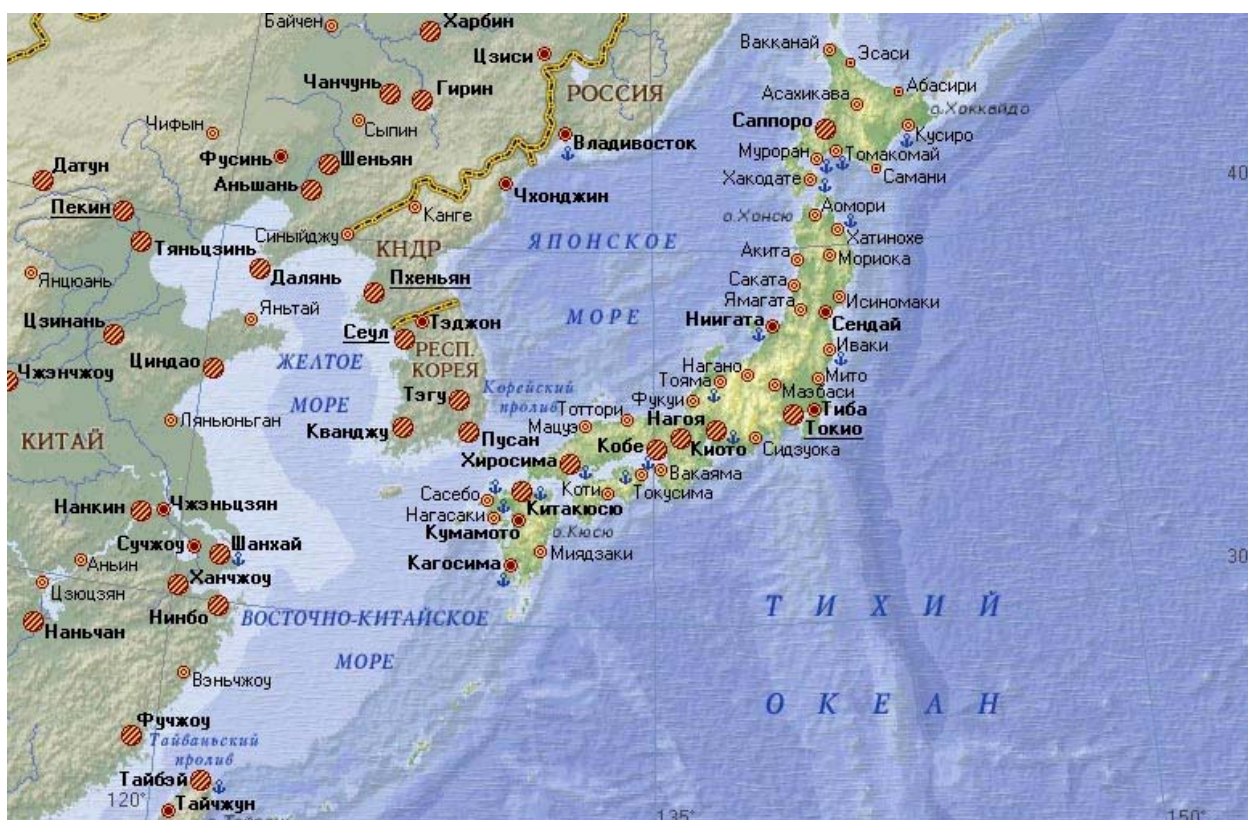 Байчен
Харбин
Вакканай
Эсаси
Цзиси
Чанчунь
Гирин
РОССИЯ
Абасири
Асахикава
о.Хоккайдо
Чифын
Сыпин
Саппоро
Кусиро
Владивосток
Фусинь
Шеньян
Муроран
Томакомай
Датун
Аньшань
Чхонджин
Хакодате
Самани
40
Пекин
Канге
о.Хонсю
Аомори
Синыйджу
Тяньцзинь
КНДР
ЯПОНСКОЕ
Хатинохе
Акита
Мориока
Янцюань
Далянь
Пхеньян
Саката
Яньтай
МОРЕ
Ямагата
Исиномаки
Цзинань
Сеул
Тэджон
Ниигата
Сендай
Иваки
Циндао
ЖЕЛТОЕ
РЕСП.
КОРЕЯ
Нагано
Чжэнчжоу
Тояма
Мито
Тэгу
Корейский
пролив
Маэбаси
МОРЕ
Фукуи
Тоттори
Тиба
Ляньюньган
Мацуэ
Нагоя
Токио
Кванджу
Пусан
КИТАЙ
Кобе
Киото
Сидзуока
Хиросима
Вакаяма
Сасебо
Коти
Токусима
Нанкин
Чжэньцзян
Нагасаки
Китакюсю
Кумамото
о.Кюсю
Сучжоу
Шанхай
Миядзаки
30
Аньин
Кагосима
Цзюцзян
Ханчжоу
Нинбо
ВОСТОЧНО-КИТАЙСКОЕ
ТИХИЙ
Наньчан
МОРЕ
Вэньчжоу
ОКЕАН
Фучжоу
Тайваньский
пролив
Тайбэй
120°
Тайчжун
135°
150°